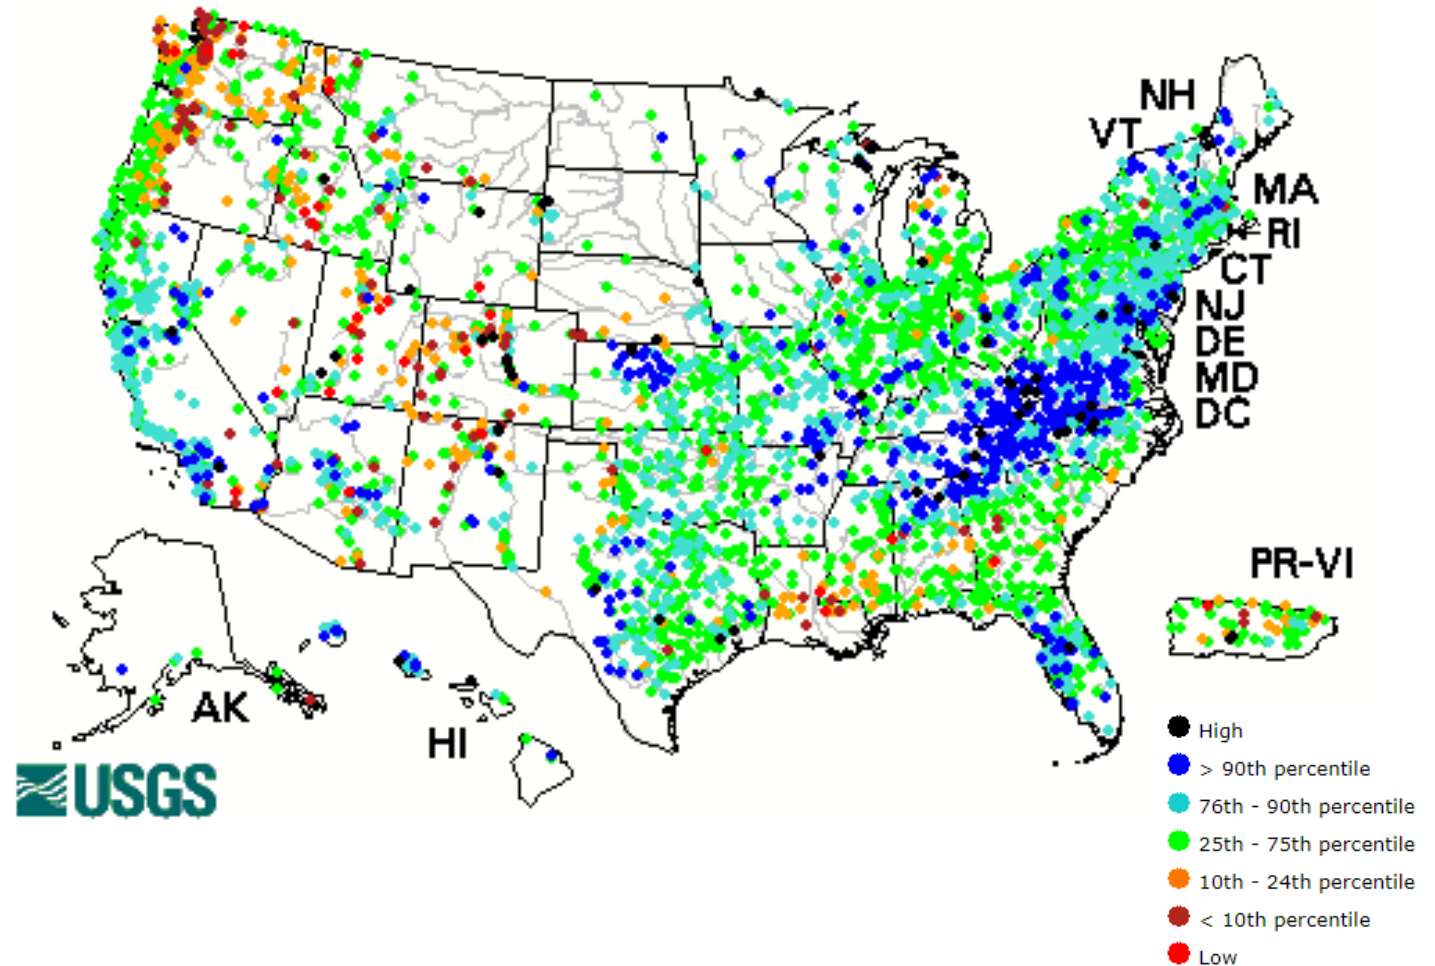 NH
VT
MA
RI
CT
NJ
DE
MD
DC
PR-VI
AK
HI
USGS
High
> 90th percentile
76th - 90th percentile
25th - 75th percentile
10th - 24th percentile
< 10th percentile
Low